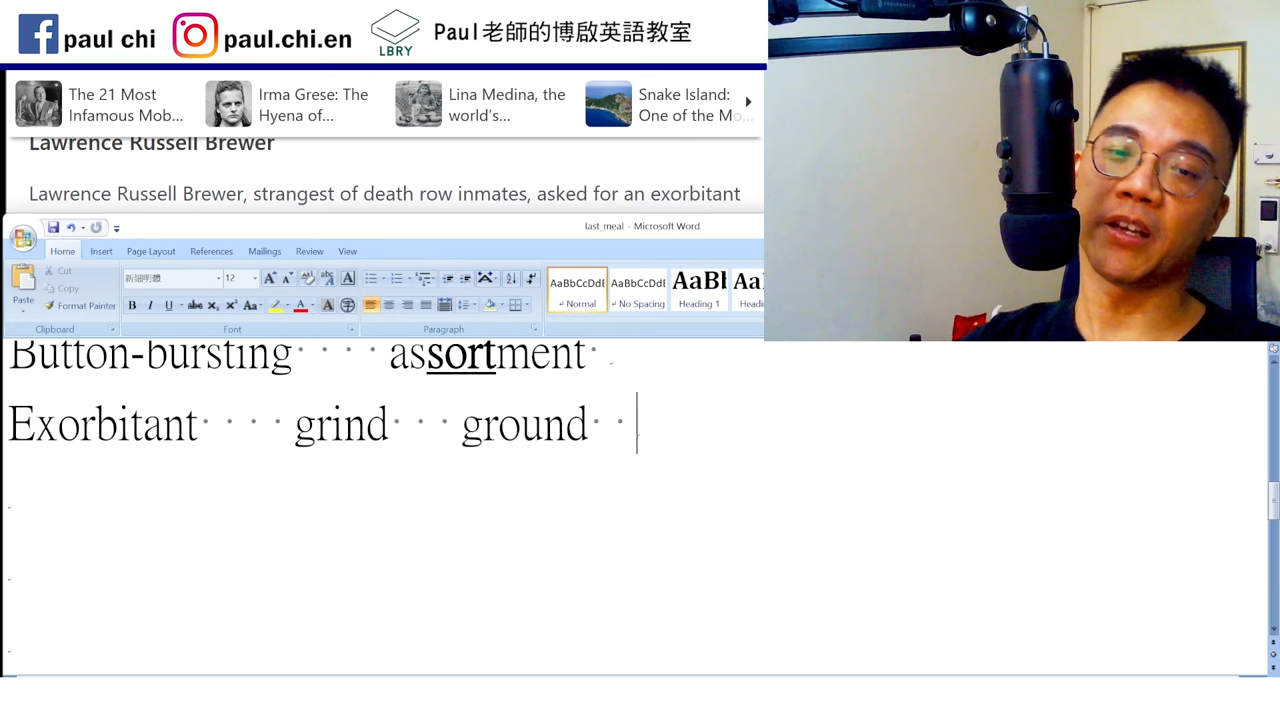 paul chi
paul.chi.en
LBRY
Paul老師的博啟英語教室
The 21 Most
Infamous Mob...
Irma Grese: The
Hyena of...
Lina Medina, the
world's...
Snake Island:
One of the Mo...
Lawrence Russell Brewer
Lawrence Russell Brewer, strangest of death row inmates, asked for an exorbitant
last_meal - Microsoft Word
Home Insert Page Layout References Mailings Review View
Paste
Cut
Copy
Format Painter
Clipboard
新細明體 12
Font
Paragraph
AaBbCcDdE AaBbCcDdE AaBb Aa
Normal No Spacing Heading 1 Headi
Button-bursting assortment
Exorbitant grind ground